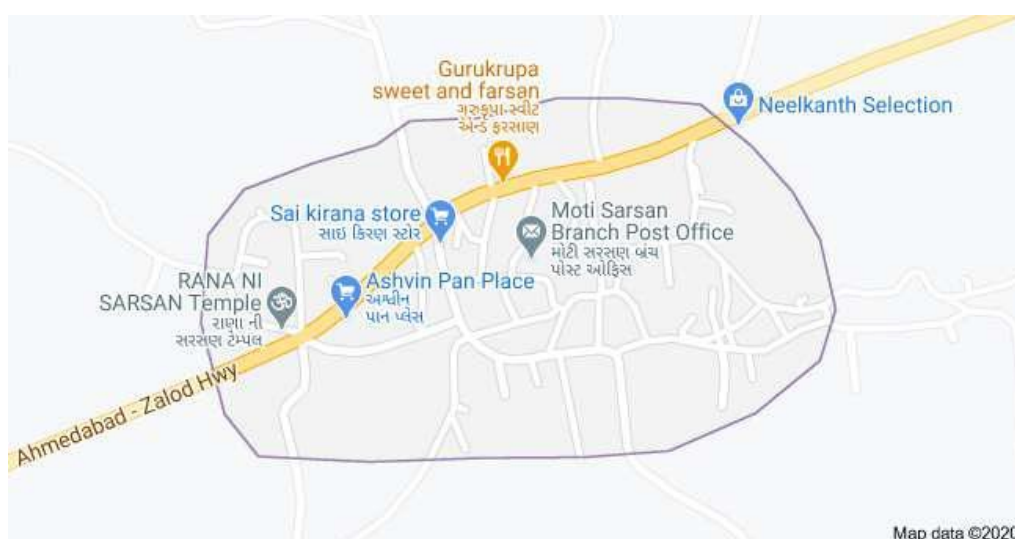 Gurukrupa
sweet and farsan
ગુરુકૃપા-સ્વીટ
એન્ડ ફરસાણ
Neelkanth Selection
Sai kirana store
સાઇ કિરણ સ્ટોર
Moti Sarsan
Branch Post Office
મોટી સરસણ બ્રંચ
પોસ્ટ ઓફિસ
RANA NI
SARSAN Temple
રાણા ની
સરસણ ટેમ્પલ
Ashvin Pan Place
અશ્વીન
પાન પ્લેસ
Ahmedabad - Zalod Hwy
Map data ©2020